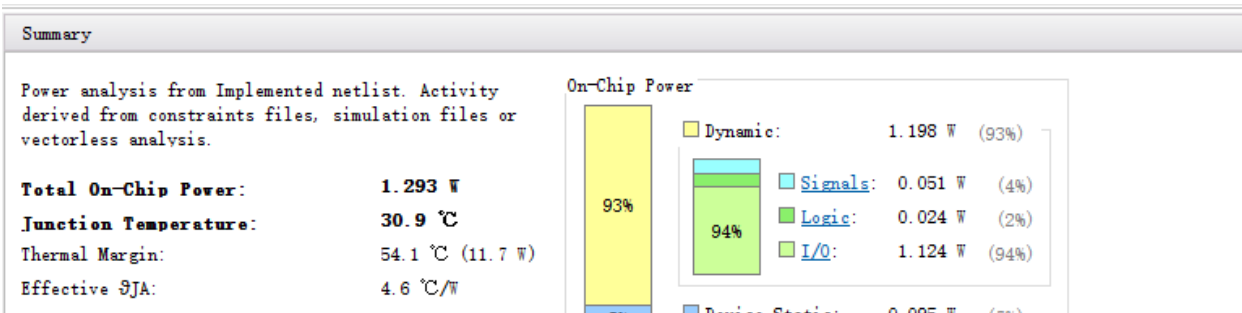 Summary
Power analysis from Implemented netlist. Activity
derived from constraints files, simulation files or
vectorless analysis.
Total On-Chip Power: 1.293 W
Junction Temperature: 30.9 ℃
Thermal Margin: 54.1 ℃ (11.7 W)
Effective ϑJA: 4.6 ℃/W
On-Chip Power
93%
Dynamic: 1.198 W (93%)
94%
Signals: 0.051 W (4%)
Logic: 0.024 W (2%)
I/O: 1.124 W (94%)